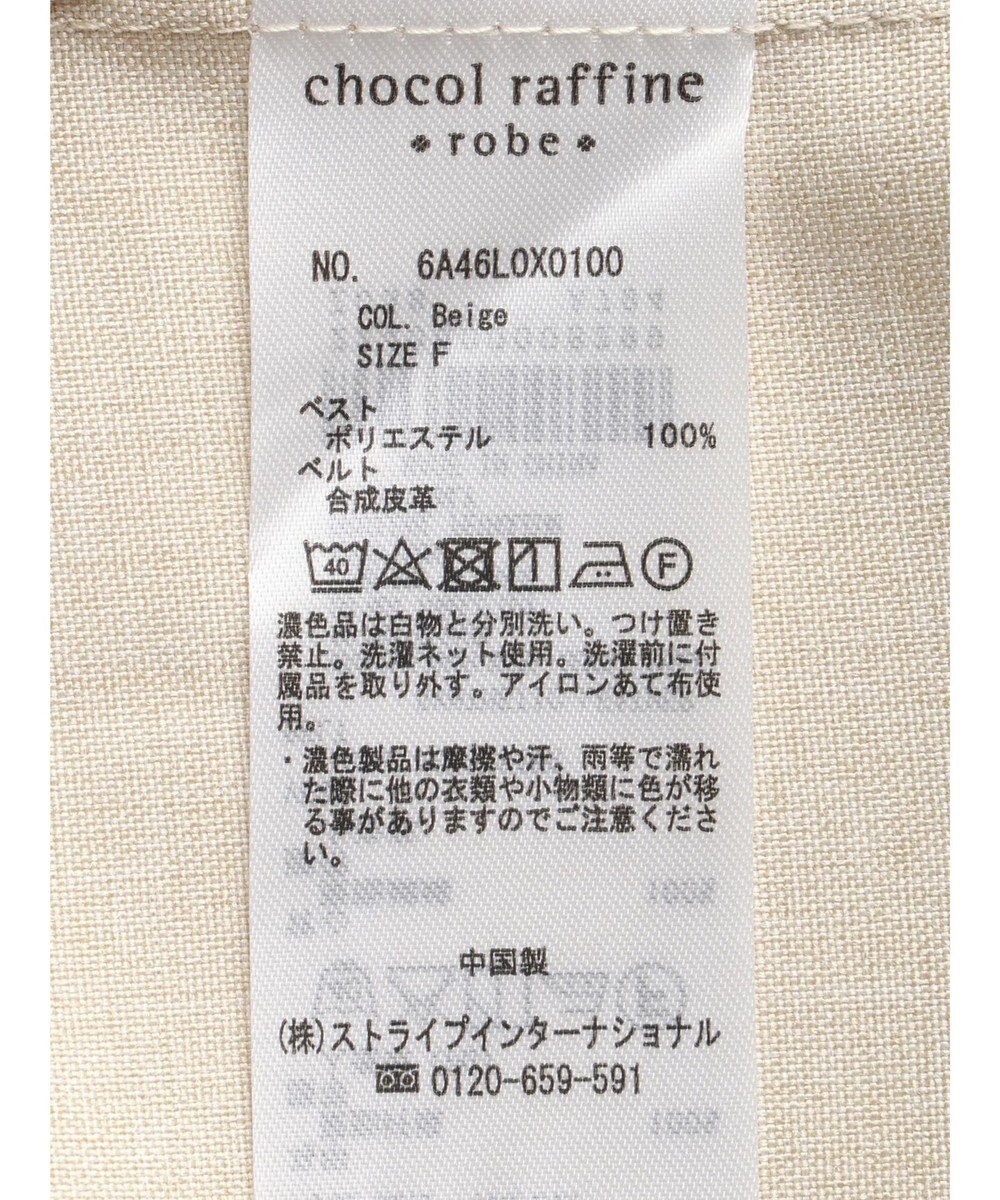 chocol raffine
robe
NO. 6A46L0X0100
COL. Beige
SIZE F
ベスト
ポリエステル 100%
ベルト
合成皮革
40 F
濃色品は白物と分別洗い。つけ置き
禁止。洗濯ネット使用。洗濯前に付
属品を取り外す。アイロンあて布使
用。
・濃色製品は摩擦や汗、雨等で濡れ
た際に他の衣類や小物類に色が移
る事がありますのでご注意くださ
い。
中国製
(株)ストライプインターナショナル
0120-659-591